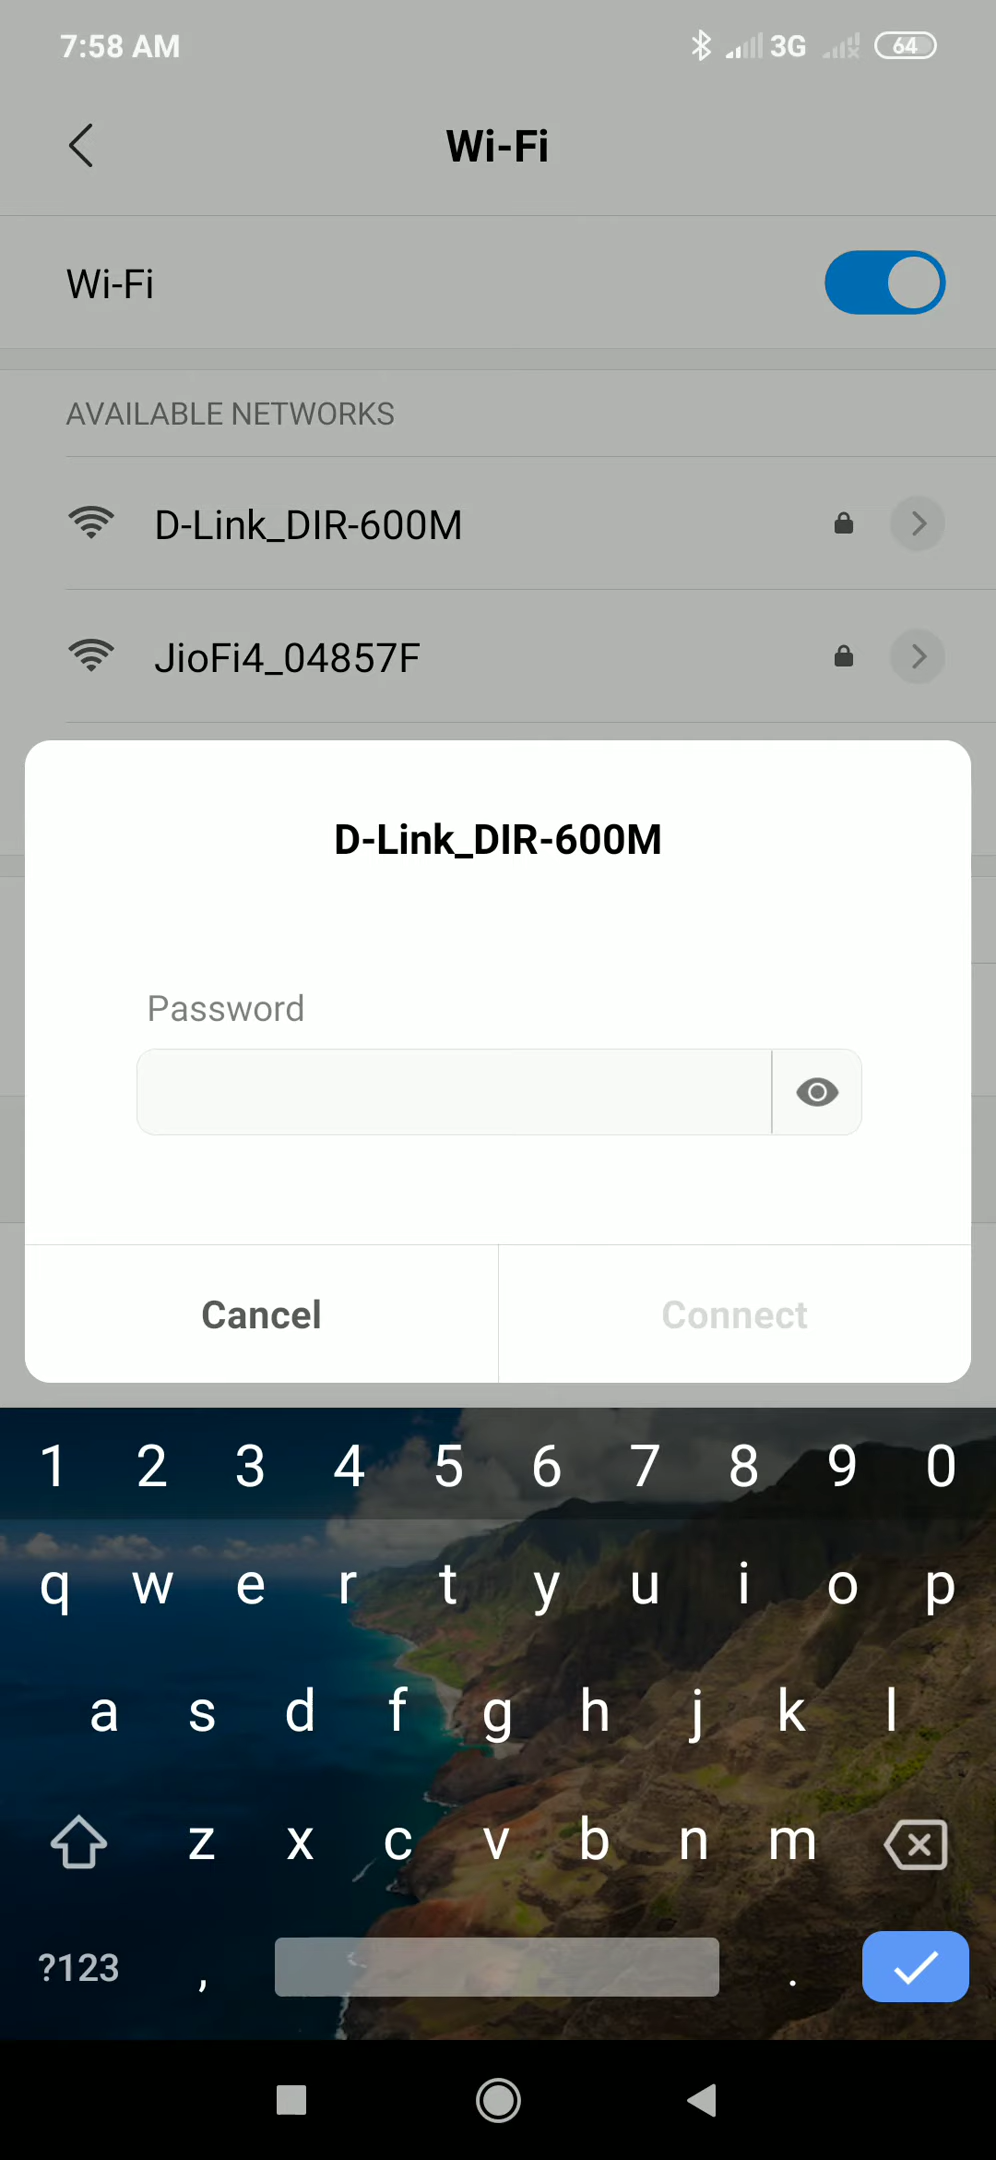 7:58 AM 3G 64
Wi-Fi
Wi-Fi
AVAILABLE NETWORKS
D-Link_DIR-600M
JioFi4_04857F
D-Link_DIR-600M
Password
Cancel Connect
1 2 3 4 5 6 7 8 9 0
q w e r t y u i o p
a s d f g h j k l
z x c v b n m
?123 , .